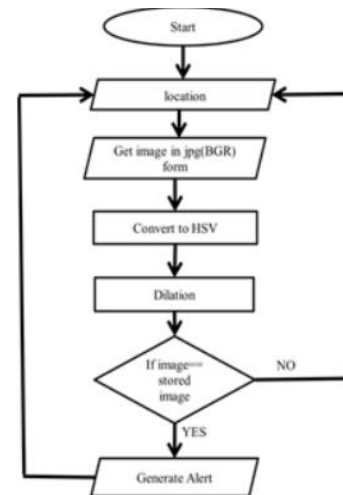 Start
location
Get image in jpg(BGR)
form
Convert to HSV
Dilation
If image==
stored
image
NO
YES
Generate Alert